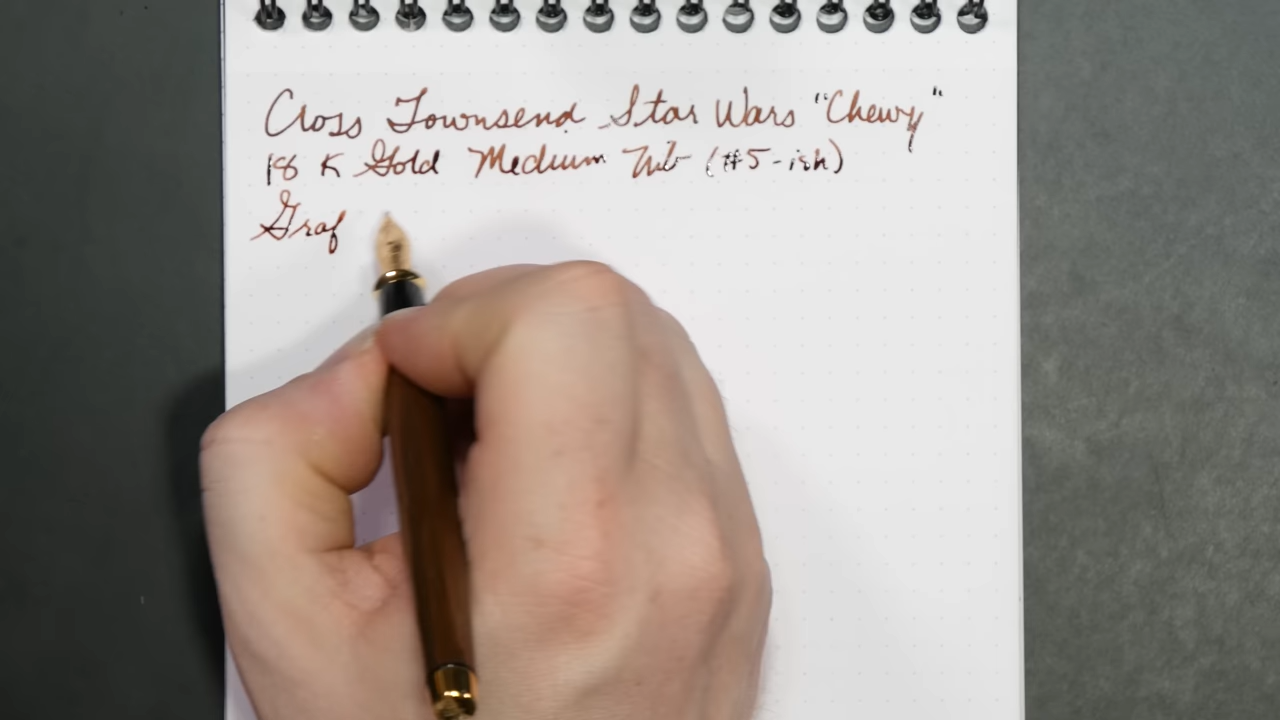 Cross Townsend Star Wars "Chewy"
18 K Gold Medium Nib (#5-ish)
Graf